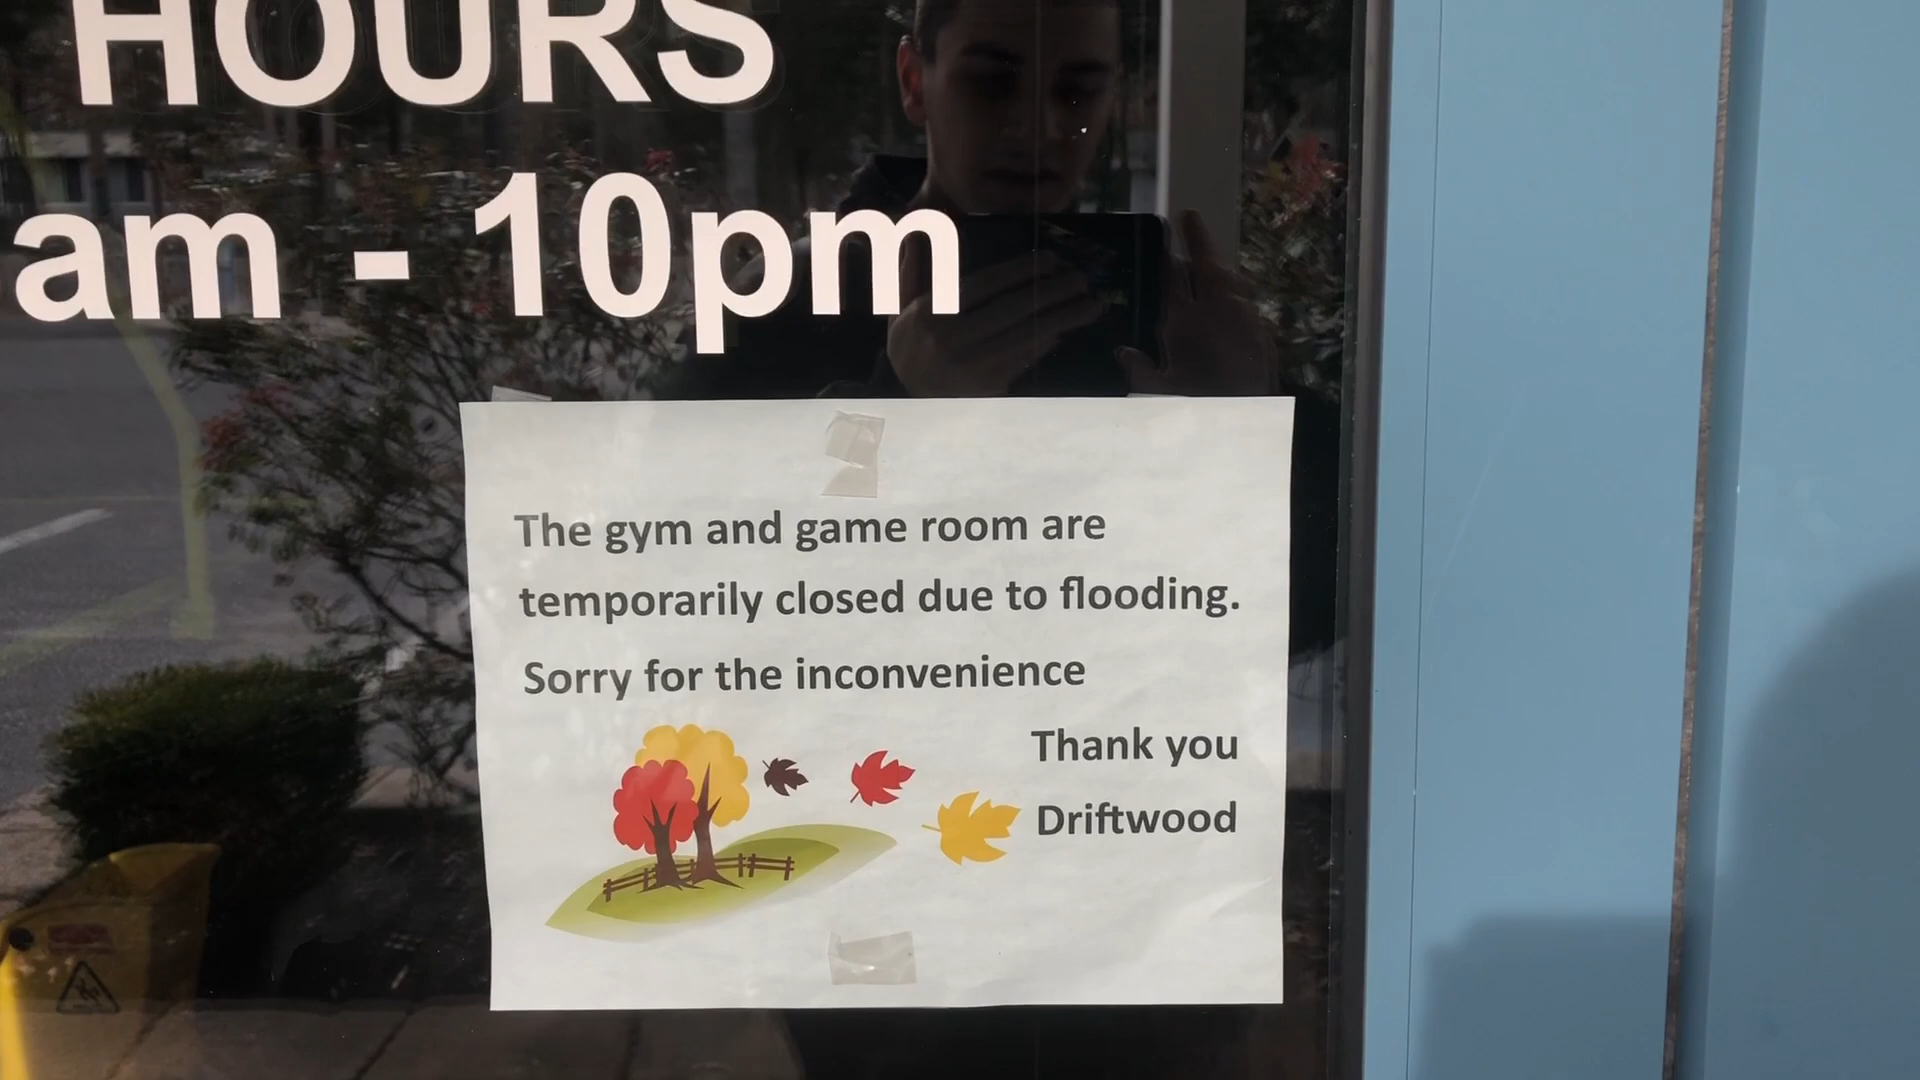 HOURS
am - 10pm
The gym and game room are
temporarily closed due to flooding.
Sorry for the inconvenience
Thank you
Driftwood